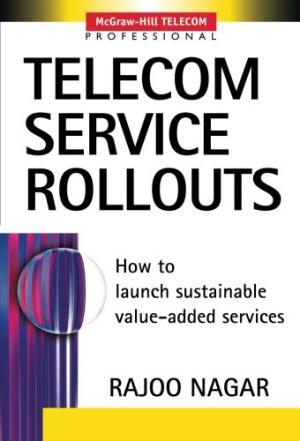 McGraw-Hill TELECOM
PROFESSIONAL
TELECOM
SERVICE
ROLLOUTS
How to
launch sustainable
value-added services
RAJOO NAGAR